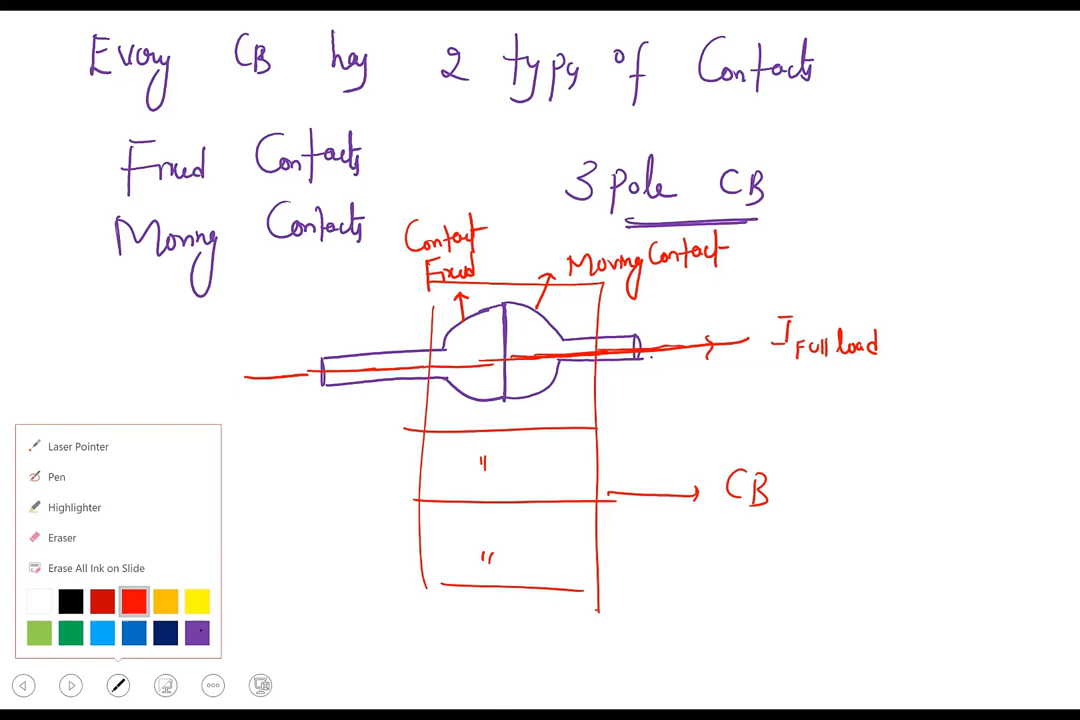 Every CB has 2 types of Contacts
Fixed Contacts
3 pole CB
Moving Contacts
Contact
Fixed
Moving Contact
I Full load
"
CB
"
Laser Pointer
Pen
Highlighter
Eraser
Erase All Ink on Slide